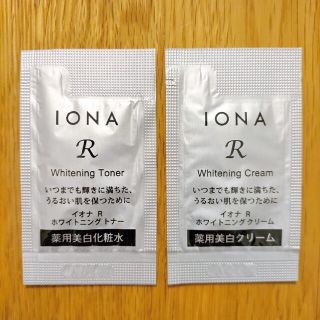 IONA
R
Whitening Toner
いつまでも輝きに満ちた、
うるおい肌を保つために
イオナ R
ホワイトニング トナー
薬用美白化粧水
IONA
R
Whitening Cream
いつまでも輝きに満ちた、
うるおい肌を保つために
イオナ R
ホワイトニング クリーム
薬用美白クリーム